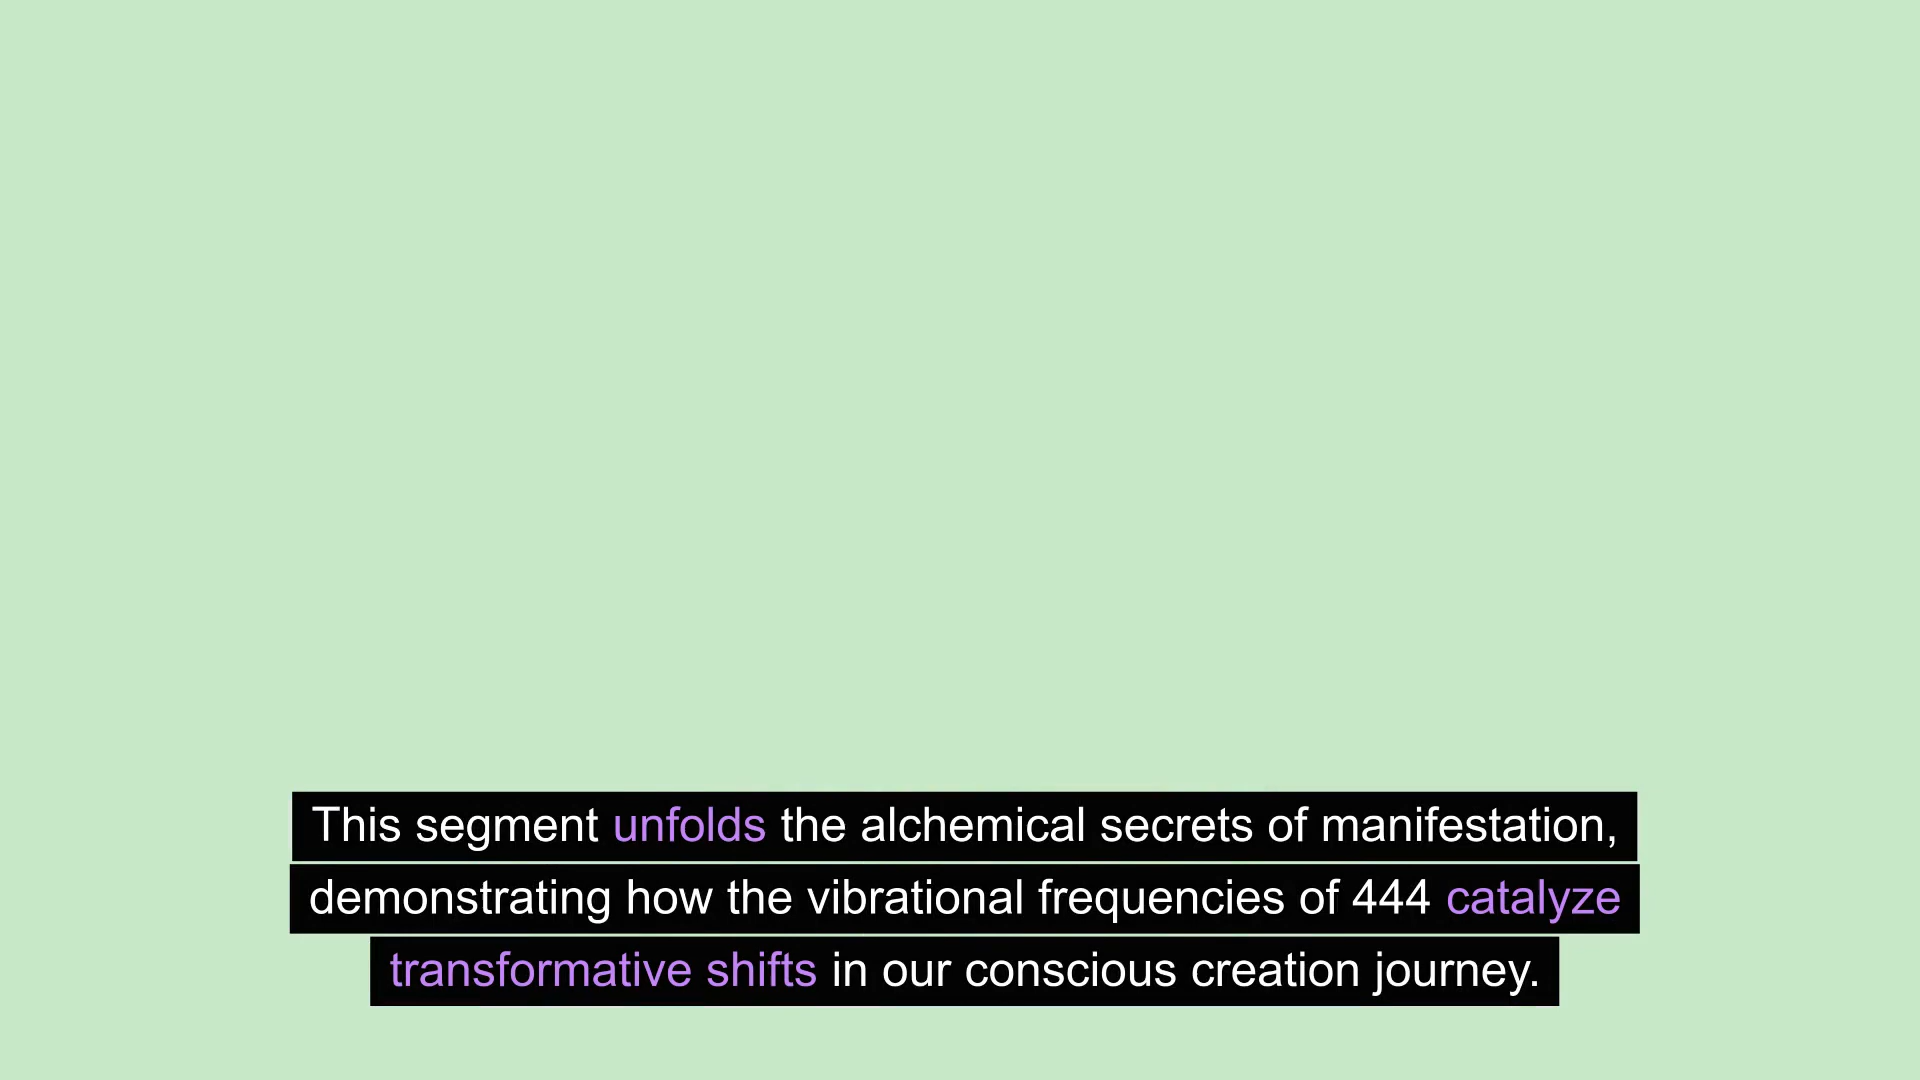 This segment unfolds the alchemical secrets of manifestation,
demonstrating how the vibrational frequencies of 444 catalyze
transformative shifts in our conscious creation journey.